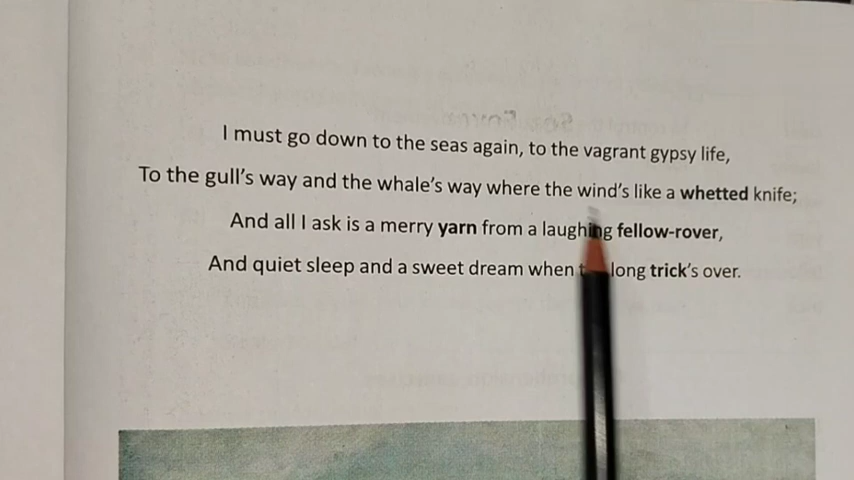 I must go down to the seas again, to the vagrant gypsy life,
To the gull's way and the whale's way where the wind's like a whetted knife;
And all I ask is a merry yarn from a laughing fellow-rover,
And quiet sleep and a sweet dream when long trick's over.